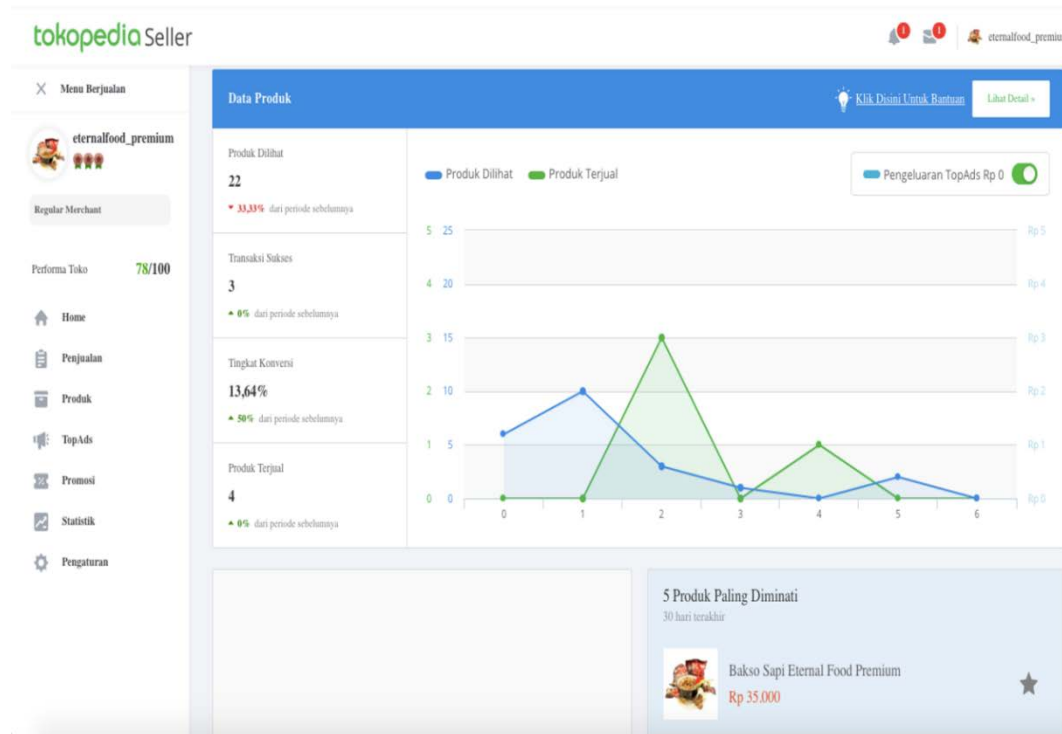 tokopedia Seller
1
1
eternalfood_premiu
Menu Berjualan
eternalfood_premium
Regular Merchant
Performa Toko 78/100
Home
Penjualan
Produk
TopAds
Promosi
Statistik
Pengaturan
Data Produk
Klik Disini Untuk Bantuan
Lihat Detail »
Produk Dilihat
22
33,33% dari periode sebelumnya
Transaksi Sukses
3
0% dari periode sebelumnya
Tingkat Konversi
13,64%
50% dari periode sebelumnya
Produk Terjual
4
0% dari periode sebelumnya
Produk Dilihat Produk Terjual
Pengeluaran TopAds Rp 0
5 25 Rp 5
4 20 Rp 4
3 15 Rp 3
2 10 Rp 2
1 5 Rp 1
0 0 Rp 0
0 1 2 3 4 5 6
5 Produk Paling Diminati
30 hari terakhir
Bakso Sapi Eternal Food Premium
Rp 35.000